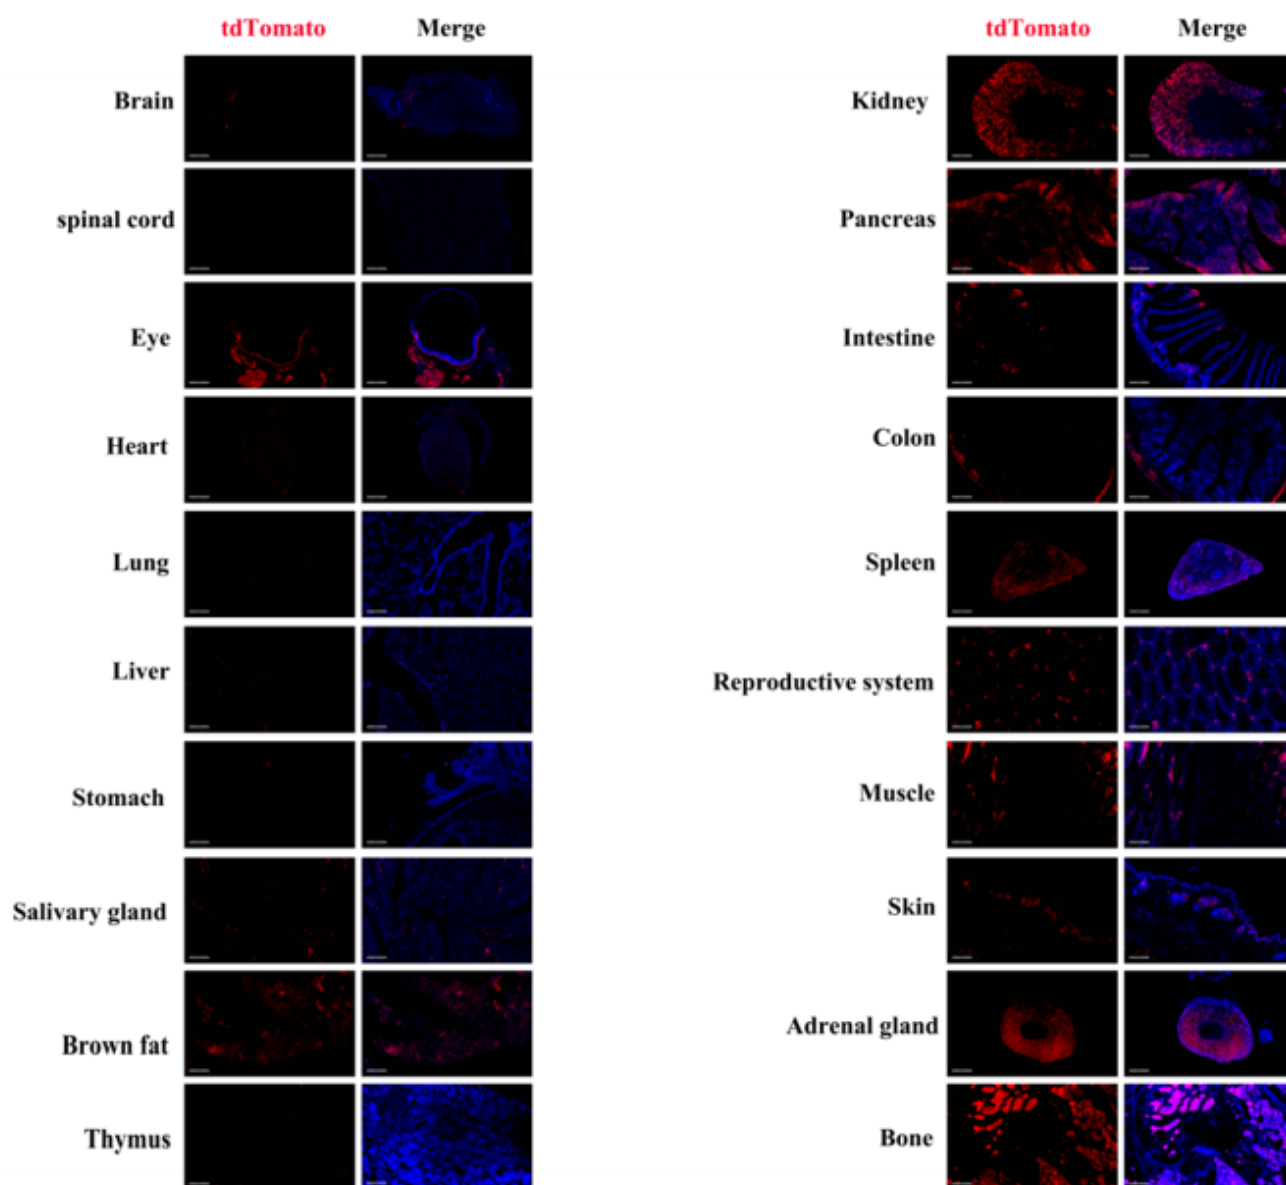 tdTomato Merge tdTomato Merge
Brain Kidney
spinal cord Pancreas
Eye Intestine
Heart Colon
Lung Spleen
Liver Reproductive system
Stomach Muscle
Salivary gland Skin
Brown fat Adrenal gland
Thymus Bone